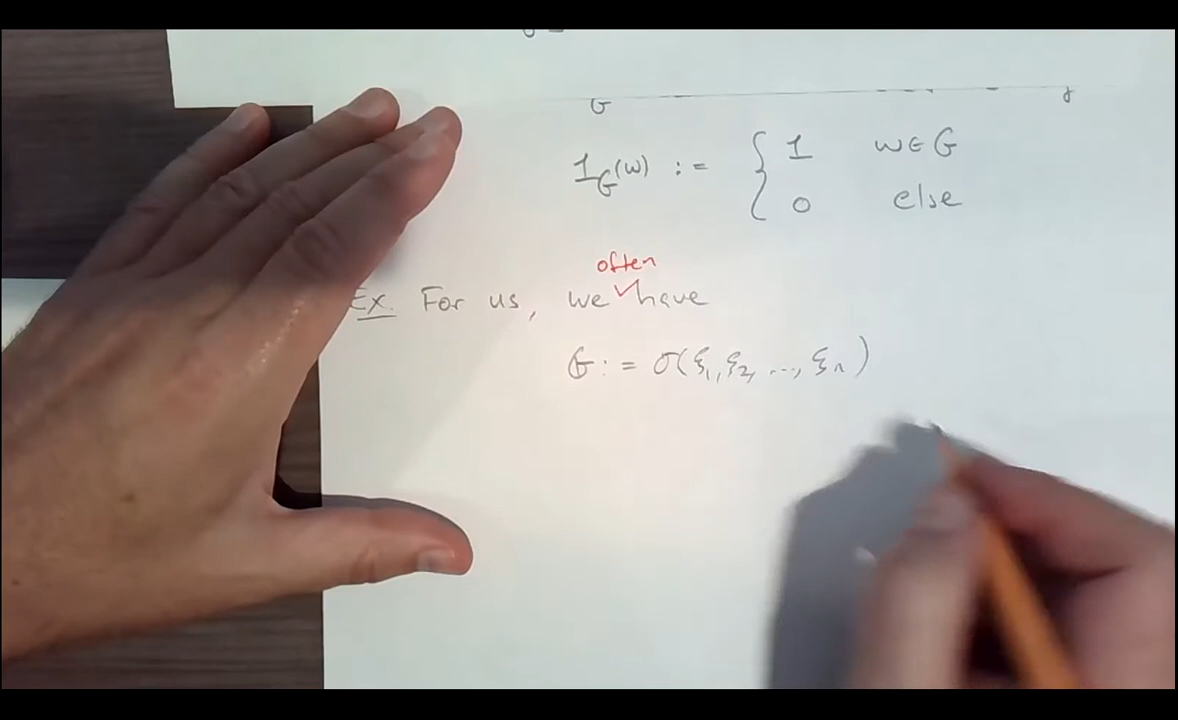 G
1_G(ω) := { 1 ω∈G
0 else
often
Ex. For us, we have
G := σ(ξ₁, ξ₂, ..., ξₙ)